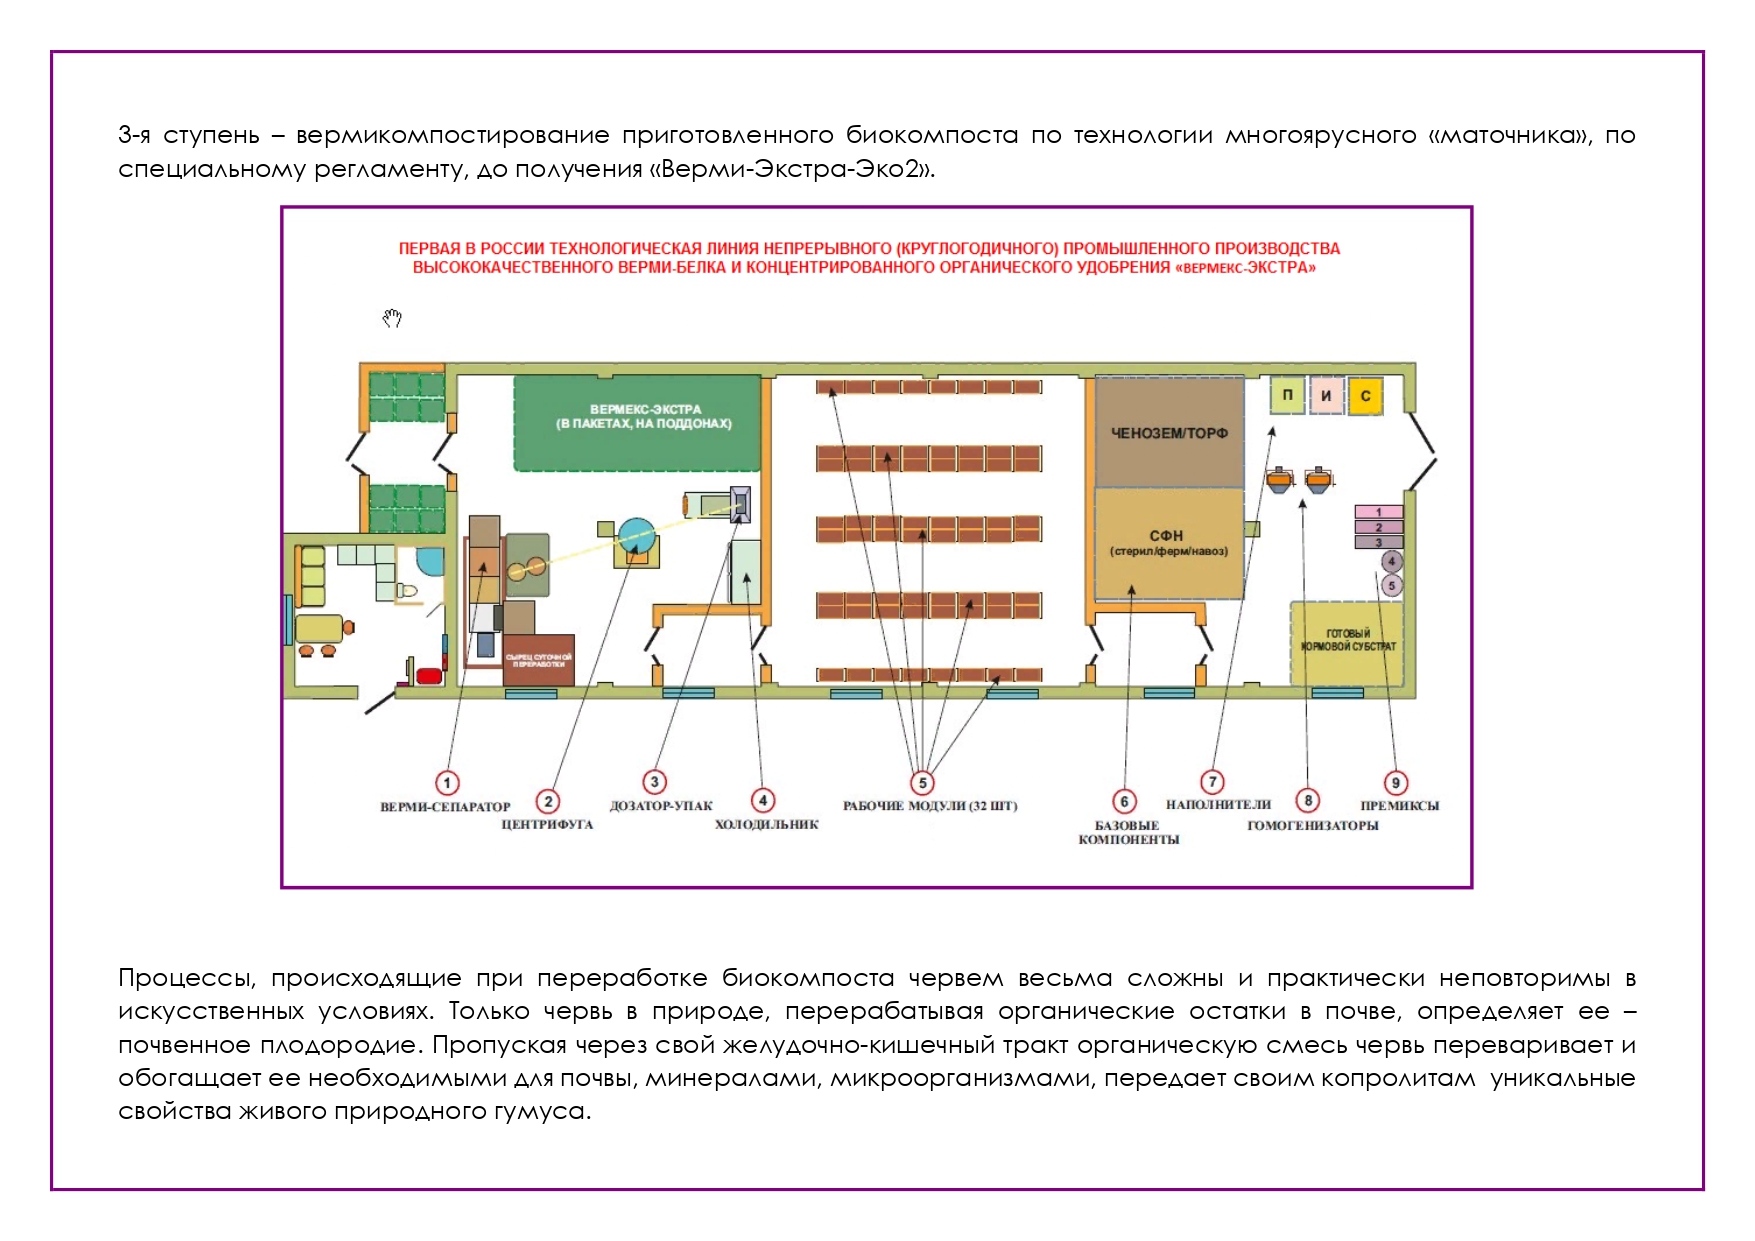 3-я ступень – вермикомпостирование приготовленного биокомпоста по технологии многоярусного «маточника», по
специальному регламенту, до получения «Верми-Экстра-Эко2».
ПЕРВАЯ В РОССИИ ТЕХНОЛОГИЧЕСКАЯ ЛИНИЯ НЕПРЕРЫВНОГО (КРУГЛОГОДИЧНОГО) ПРОМЫШЛЕННОГО ПРОИЗВОДСТВА
ВЫСОКОКАЧЕСТВЕННОГО ВЕРМИ-БЕЛКА И КОНЦЕНТРИРОВАННОГО ОРГАНИЧЕСКОГО УДОБРЕНИЯ «ВЕРМЕКС-ЭКСТРА»
ВЕРМЕКС-ЭКСТРА
(В ПАКЕТАХ, НА ПОДДОНАХ)
ЧЕНОЗЕМ/ТОРФ
П И С
СФН
(стерил/ферм/навоз)
1
2
3
4
5
ГОТОВЫЙ
КОРМОВОЙ СУБСТРАТ
СЫРЕЦ СУТОЧНОЙ
ПЕРЕРАБОТКИ
1
ВЕРМИ-СЕПАРАТОР
2
ЦЕНТРИФУГА
3
ДОЗАТОР-УПАК
4
ХОЛОДИЛЬНИК
5
РАБОЧИЕ МОДУЛИ (32 ШТ)
6
БАЗОВЫЕ
КОМПОНЕНТЫ
7
НАПОЛНИТЕЛИ
8
ГОМОГЕНИЗАТОРЫ
9
ПРЕМИКСЫ
Процессы, происходящие при переработке биокомпоста червем весьма сложны и практически неповторимы в
искусственных условиях. Только червь в природе, перерабатывая органические остатки в почве, определяет ее –
почвенное плодородие. Пропуская через свой желудочно-кишечный тракт органическую смесь червь переваривает и
обогащает ее необходимыми для почвы, минералами, микроорганизмами, передает своим копролитам уникальные
свойства живого природного гумуса.